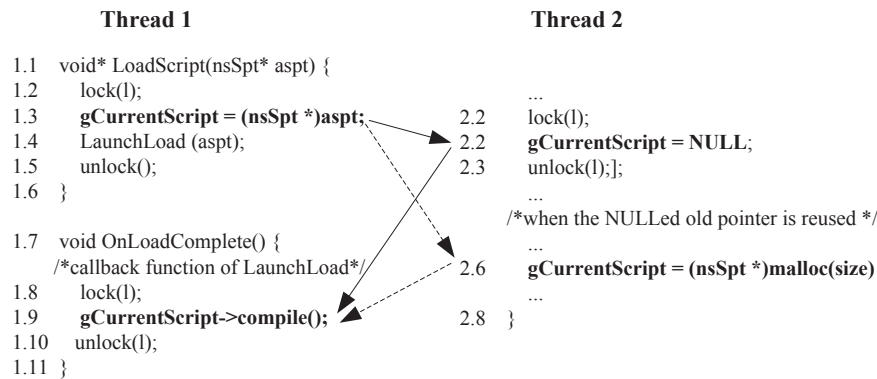 Thread 1
1.1 void* LoadScript(nsSpt* aspt) {
1.2 lock(l);
1.3 gCurrentScript = (nsSpt *)aspt;
1.4 LaunchLoad (aspt);
1.5 unlock();
1.6 }
1.7 void OnLoadComplete() {
/*callback function of LaunchLoad*/
1.8 lock(l);
1.9 gCurrentScript->compile();
1.10 unlock(l);
1.11 }
Thread 2
...
2.2 lock(l);
2.2 gCurrentScript = NULL;
2.3 unlock(l);];
...
/*when the NULLed old pointer is reused */
...
2.6 gCurrentScript = (nsSpt *)malloc(size)
...
2.8 }